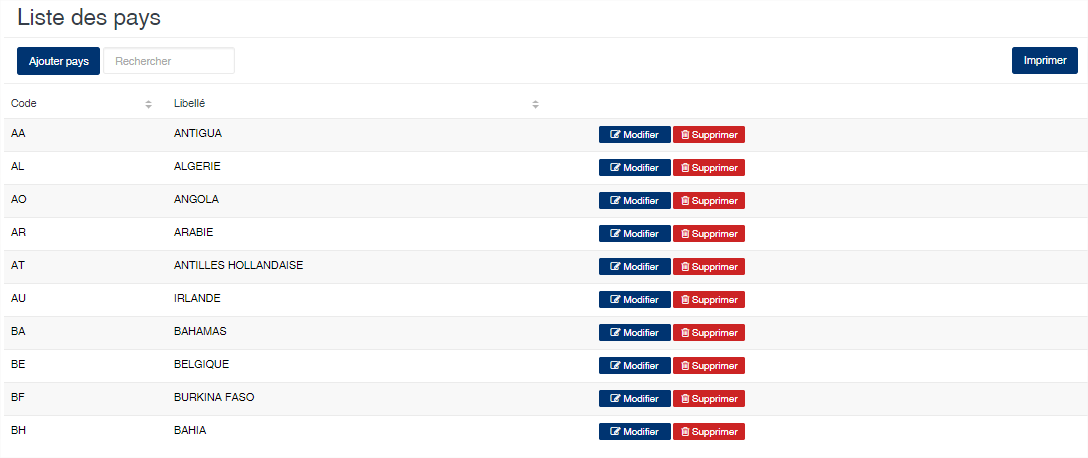 Liste des pays
Ajouter pays Rechercher Imprimer
Code Libellé
AA ANTIGUA Modifier Supprimer
AL ALGERIE Modifier Supprimer
AO ANGOLA Modifier Supprimer
AR ARABIE Modifier Supprimer
AT ANTILLES HOLLANDAISE Modifier Supprimer
AU IRLANDE Modifier Supprimer
BA BAHAMAS Modifier Supprimer
BE BELGIQUE Modifier Supprimer
BF BURKINA FASO Modifier Supprimer
BH BAHIA Modifier Supprimer